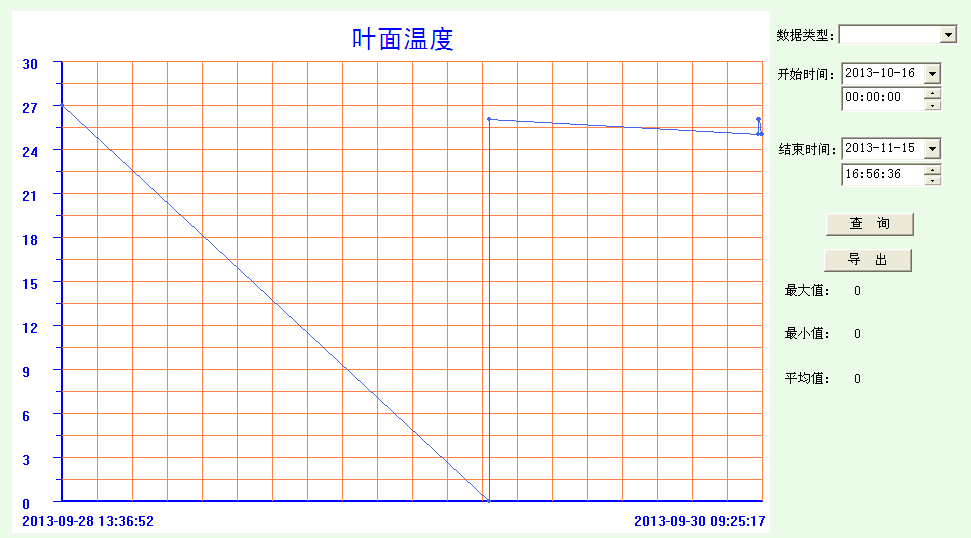 叶面温度
30
27
24
21
18
15
12
9
6
3
0
2013-09-28 13:36:52
2013-09-30 09:25:17
数据类型：
开始时间： 2013-10-16
00:00:00
结束时间： 2013-11-15
16:56:36
查 询
导 出
最大值： 0
最小值： 0
平均值： 0